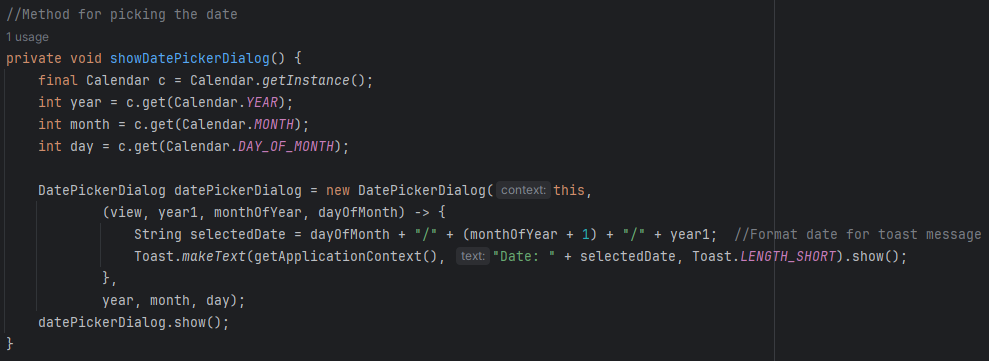 //Method for picking the date
1 usage
private void showDatePickerDialog() {
    final Calendar c = Calendar.getInstance();
    int year = c.get(Calendar.YEAR);
    int month = c.get(Calendar.MONTH);
    int day = c.get(Calendar.DAY_OF_MONTH);

    DatePickerDialog datePickerDialog = new DatePickerDialog( context: this,
            (view, year1, monthOfYear, dayOfMonth) -> {
                String selectedDate = dayOfMonth + "/" + (monthOfYear + 1) + "/" + year1;  //Format date for toast message
                Toast.makeText(getApplicationContext(), text: "Date: " + selectedDate, Toast.LENGTH_SHORT).show();
            },
            year, month, day);
    datePickerDialog.show();
}